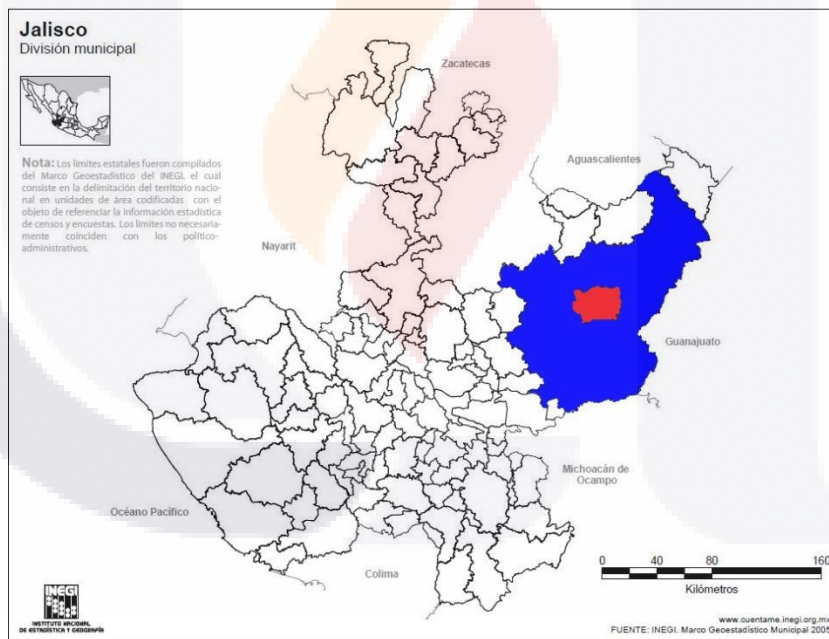 Jalisco
División municipal
Zacatecas
Aguascalientes
Nota: Los límites estatales fueron compilados
del Marco Geoestadístico del INEGI, el cual
consiste en la delimitación del territorio nacio-
nal en unidades de área codificadas con el
objeto de referenciar la información estadística
de censos y encuestas. Los límites no necesaria-
mente coinciden con los político-
administrativos.
Nayarit
Guanajuato
Michoacán de
Ocampo
Océano Pacífico
Colima
0 40 80 160
Kilómetros
INEGI
INSTITUTO NACIONAL
DE ESTADÍSTICA Y GEOGRAFÍA
www.cuentame.inegi.org.mx
FUENTE: INEGI. Marco Geoestadístico Municipal 2005